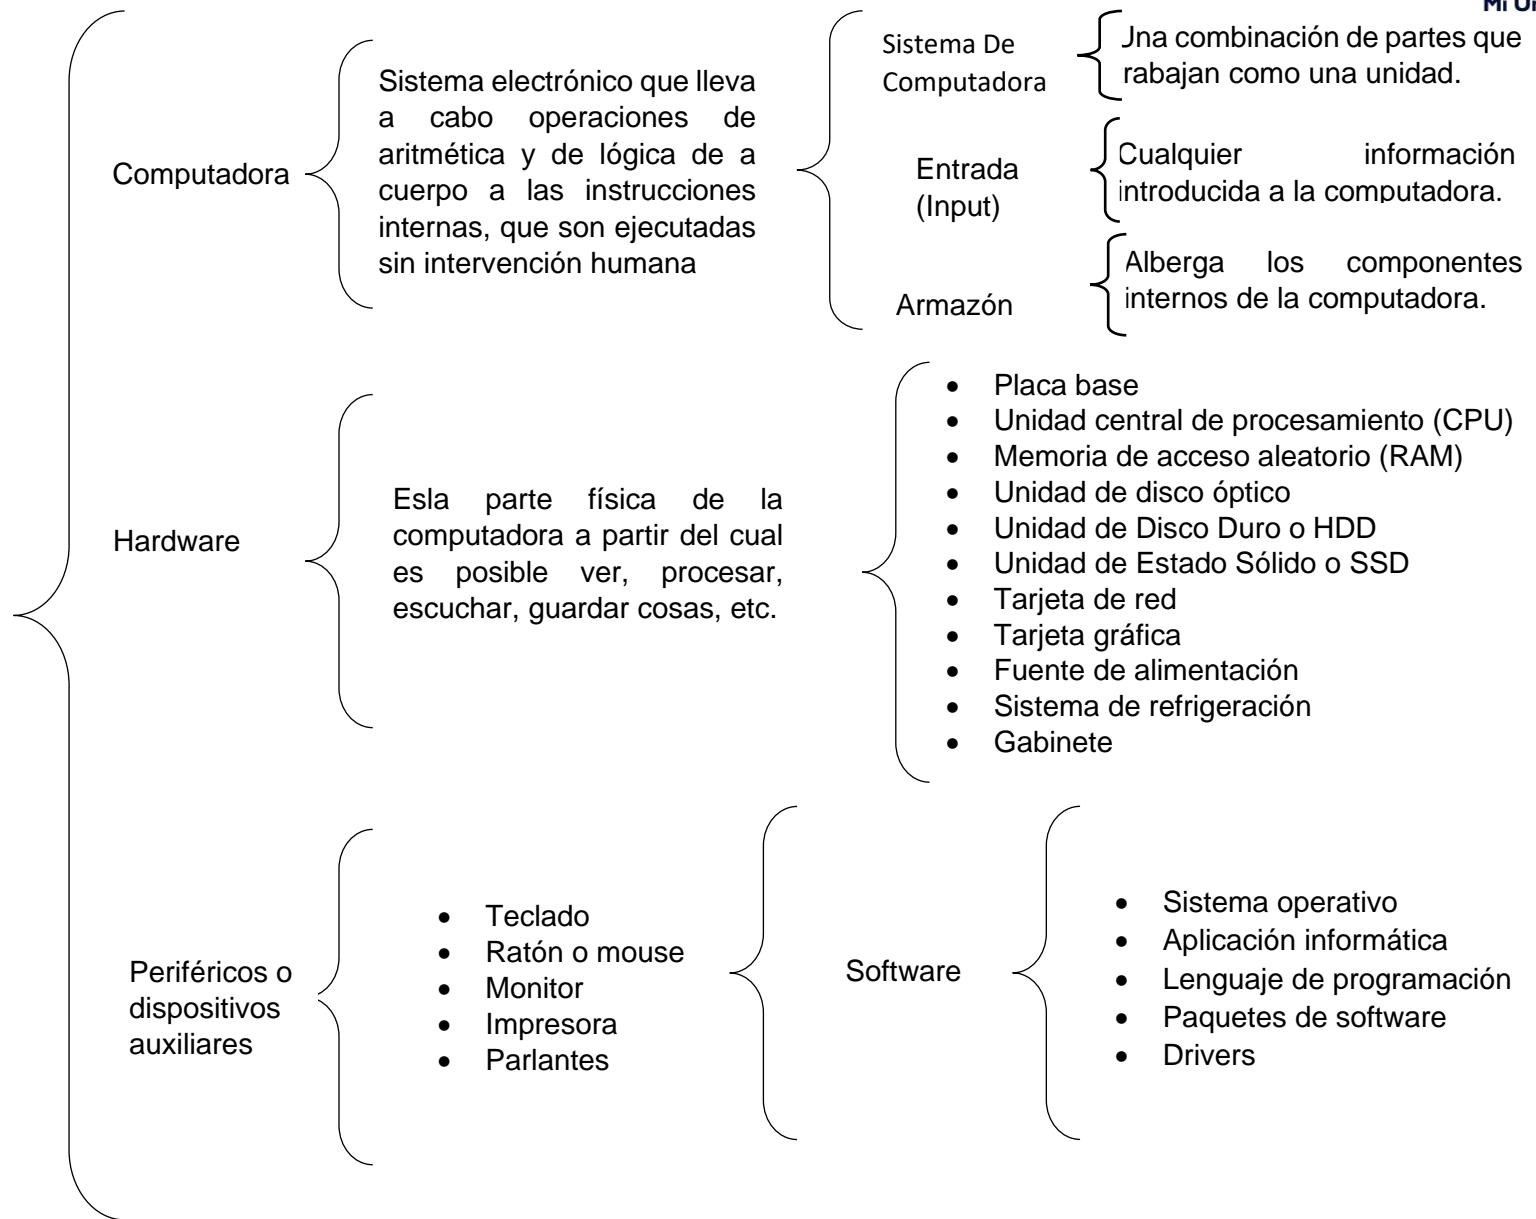 Mi Un
Computadora
Sistema electrónico que lleva
a cabo operaciones de
aritmética y de lógica de a
cuerpo a las instrucciones
internas, que son ejecutadas
sin intervención humana
Sistema De
Computadora
Una combinación de partes que
rabajan como una unidad.
Entrada
(Input)
Cualquier información
introducida a la computadora.
Armazón
Alberga los componentes
internos de la computadora.
Hardware
Esla parte física de la
computadora a partir del cual
es posible ver, procesar,
escuchar, guardar cosas, etc.
• Placa base
• Unidad central de procesamiento (CPU)
• Memoria de acceso aleatorio (RAM)
• Unidad de disco óptico
• Unidad de Disco Duro o HDD
• Unidad de Estado Sólido o SSD
• Tarjeta de red
• Tarjeta gráfica
• Fuente de alimentación
• Sistema de refrigeración
• Gabinete
Periféricos o
dispositivos
auxiliares
• Teclado
• Ratón o mouse
• Monitor
• Impresora
• Parlantes
Software
• Sistema operativo
• Aplicación informática
• Lenguaje de programación
• Paquetes de software
• Drivers